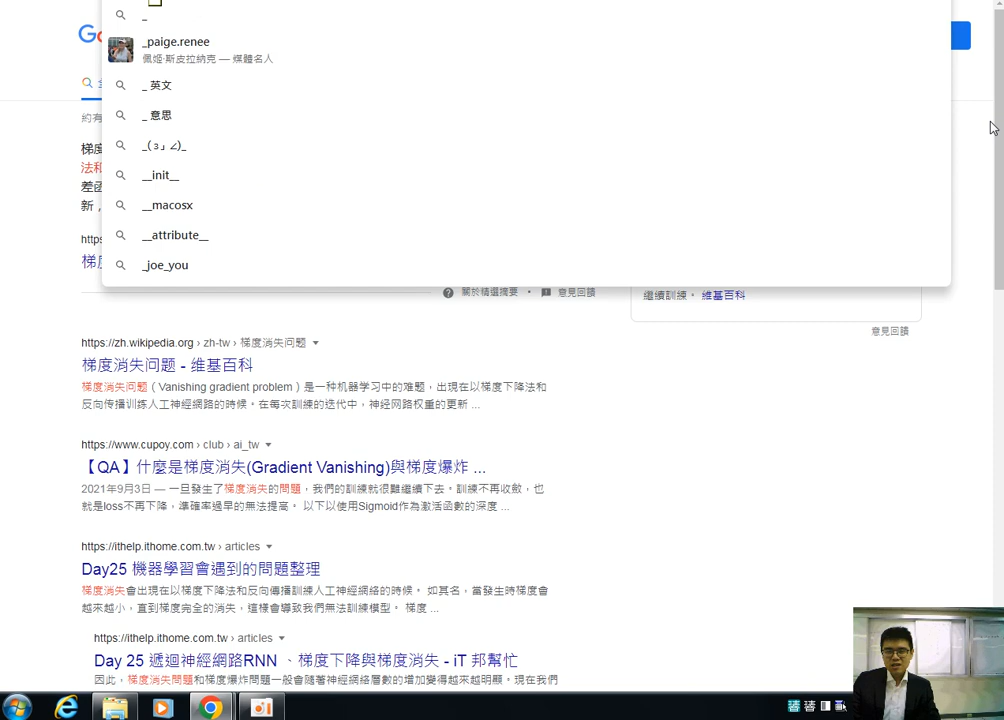 Go
_
_paige.renee
佩姬·斯皮拉納克 — 媒體名人
_ 英文
_ 意思
_(ㄋ」∠)_
__init__
__macosx
__attribute__
_joe_you
約有
梯度
法和
差函
新，
https
梯度
關於精選摘要 • 意見回饋
繼續訓練。 維基百科
意見回饋
https://zh.wikipedia.org › zh-tw › 梯度消失问题
梯度消失问题 - 维基百科
梯度消失问题（Vanishing gradient problem）是一种机器学习中的难题，出現在以梯度下降法和
反向传播训练人工神經網路的時候。在每次訓練的迭代中，神经网路权重的更新 ...
https://www.cupoy.com › club › ai_tw
【QA】什麼是梯度消失(Gradient Vanishing)與梯度爆炸 ...
2021年9月3日 — 一旦發生了梯度消失的問題，我們的訓練就很難繼續下去。訓練不再收斂，也
就是loss不再下降，準確率過早的無法提高。 以下以使用Sigmoid作為激活函數的深度 ...
https://ithelp.ithome.com.tw › articles
Day25 機器學習會遇到的問題整理
梯度消失會出現在以梯度下降法和反向傳播訓練人工神經網絡的時候。 如其名，當發生時梯度會
越來越小，直到梯度完全的消失，這樣會導致我們無法訓練模型。 梯度 ...
https://ithelp.ithome.com.tw › articles
Day 25 遞迴神經網路RNN 、梯度下降與梯度消失 - iT 邦幫忙
因此，梯度消失問題和梯度爆炸問題一般會隨著神經網絡層數的增加變得越來越明顯。現在我們